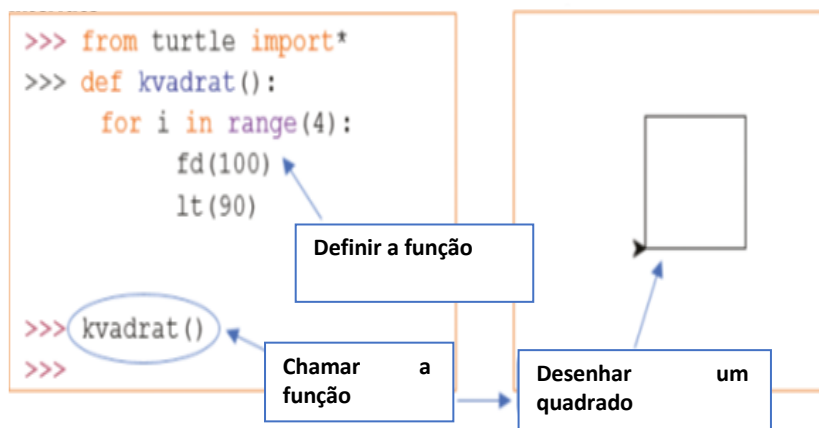 >>> from turtle import*
>>> def kvadrat():
for i in range(4):
fd(100)
lt(90)
Definir a função
>>> kvadrat()
>>>
Chamar a
função
Desenhar um
quadrado